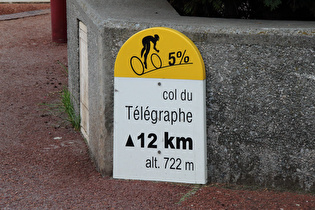 5%
col du
Télégraphe
▲12 km
alt. 722 m